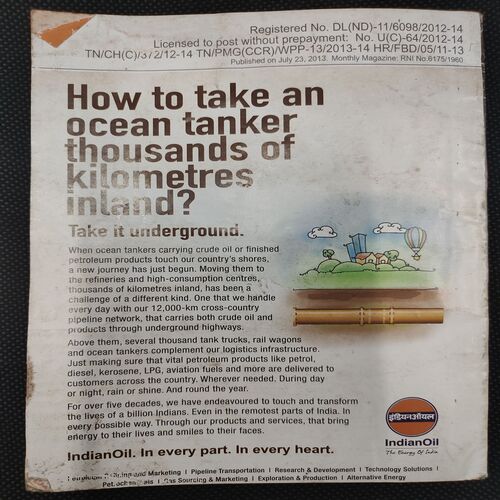 Registered No. DL(ND)-11/6098/2012-14
Licensed to post without prepayment: No. U(C)-64/2012-14
TN/CH(C)/372/12-14 TN/PMG(CCR)/WPP-13/2013-14 HR/FBD/05/11-13
Published on July 23, 2013. Monthly Magazine: RNI No.6175/1960
How to take an
ocean tanker
thousands of
kilometres
inland?
Take it underground.
When ocean tankers carrying crude oil or finished
petroleum products touch our country's shores,
a new journey has just begun. Moving them to
the refineries and high-consumption centres,
thousands of kilometres inland, has been a
challenge of a different kind. One that we handle
every day with our 12,000-km cross-country
pipeline network, that carries both crude oil and
products through underground highways.
Above them, several thousand tank trucks, rail wagons
and ocean tankers complement our logistics infrastructure.
Just making sure that vital petroleum products like petrol,
diesel, kerosene, LPG, aviation fuels and more are delivered to
customers across the country. Wherever needed. During day
or night, rain or shine. And round the year.
For over five decades, we have endeavoured to touch and transform
the lives of a billion Indians. Even in the remotest parts of India. In
every possible way. Through our products and services, that bring
energy to their lives and smiles to their faces.
इंडियनऑयल
IndianOil
The Energy Of India
IndianOil. In every part. In every heart.
Petroleum Refining and Marketing | Pipeline Transportation | Research & Development | Technology Solutions |
Petrochemicals | Gas Sourcing & Marketing | Exploration & Production | Alternative Energy